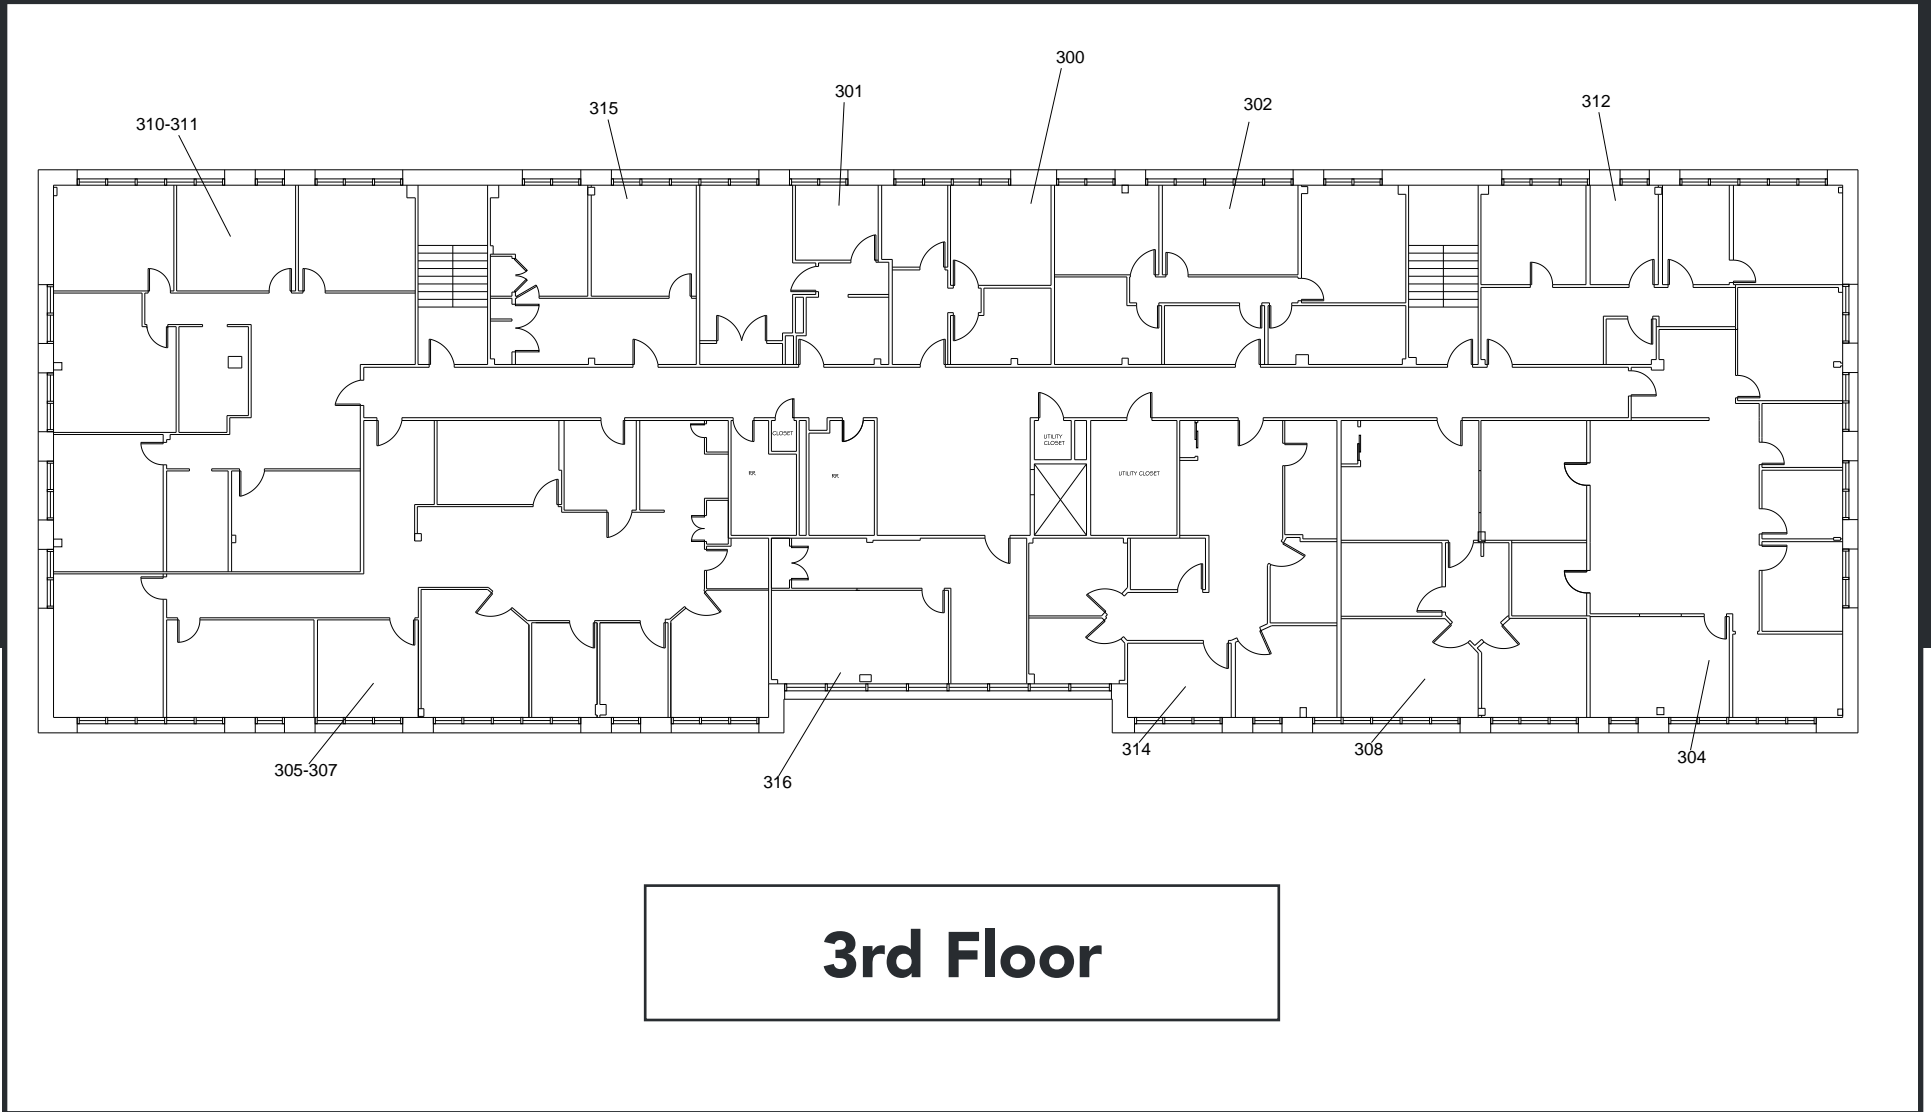 300
301
302
312
315
310-311
CLOSET
UTILITY
CLOSET
RR
RR
UTILITY CLOSET
314
308
304
305-307
316
3rd Floor